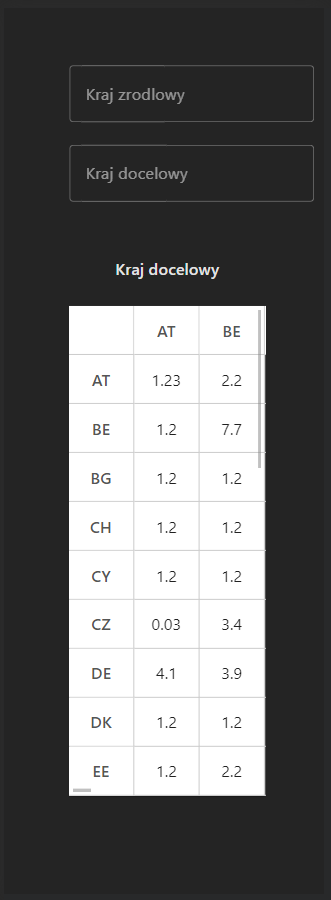 Kraj zrodlowy
Kraj docelowy
Kraj docelowy
AT BE
AT 1.23 2.2
BE 1.2 7.7
BG 1.2 1.2
CH 1.2 1.2
CY 1.2 1.2
CZ 0.03 3.4
DE 4.1 3.9
DK 1.2 1.2
EE 1.2 2.2